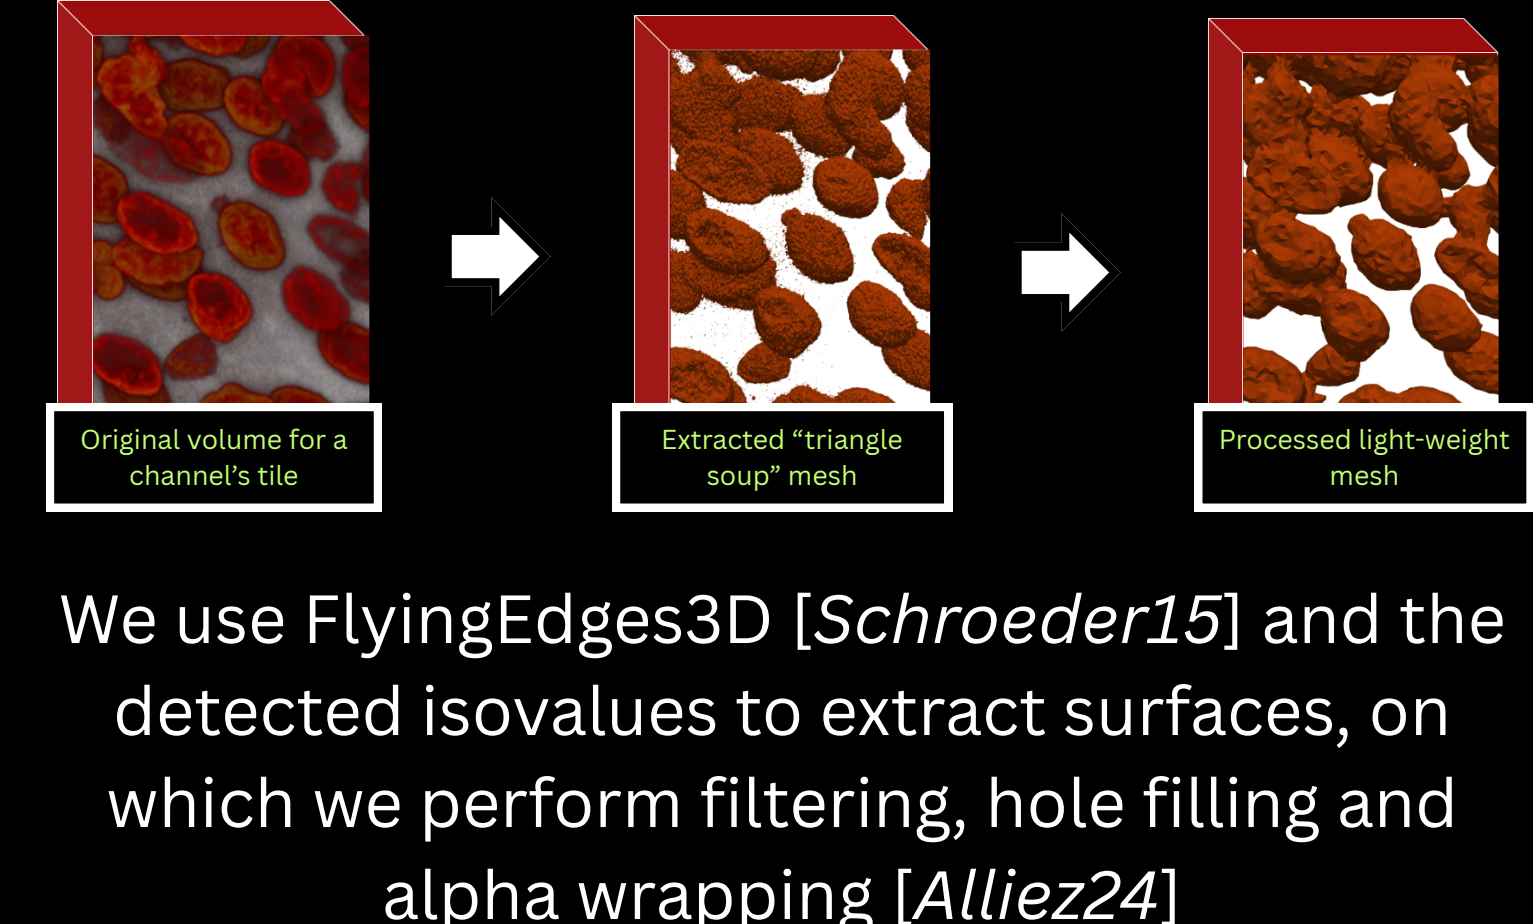 Original volume for a
channel’s tile
Extracted “triangle
soup” mesh
Processed light-weight
mesh
We use FlyingEdges3D [Schroeder15] and the
detected isovalues to extract surfaces, on
which we perform filtering, hole filling and
alpha wrapping [Alliez24]